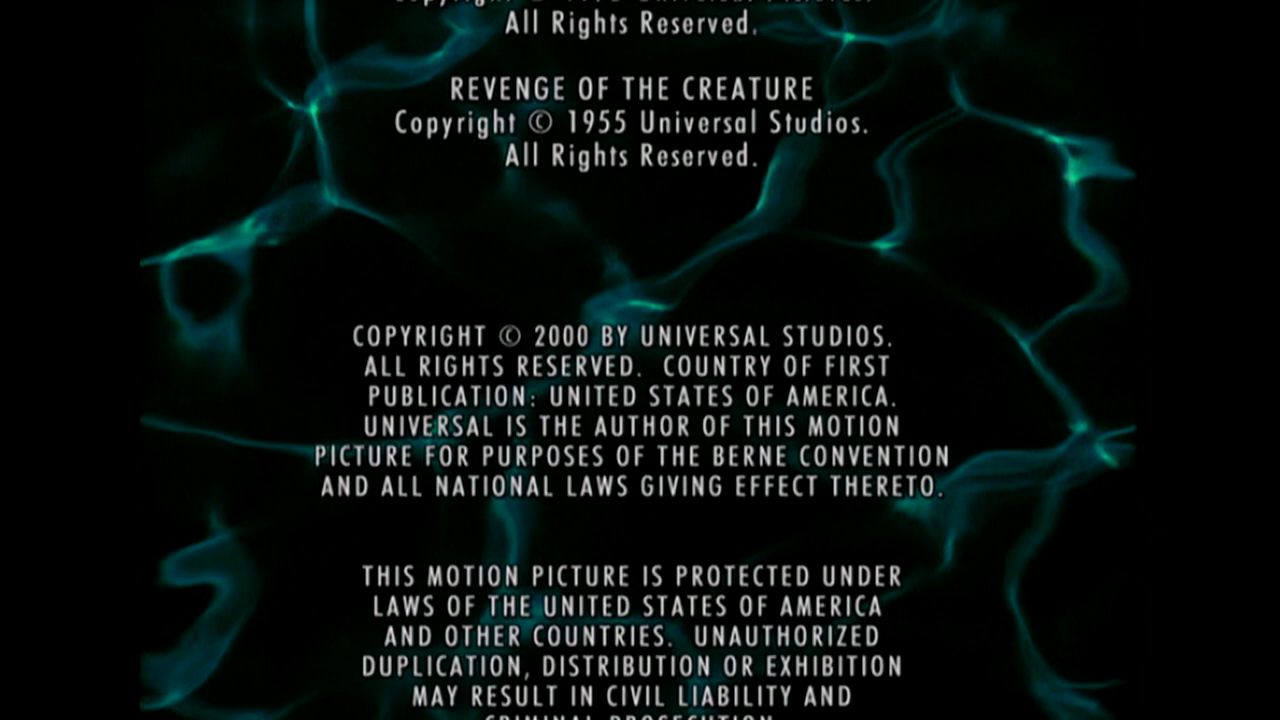 All Rights Reserved.
REVENGE OF THE CREATURE
Copyright © 1955 Universal Studios.
All Rights Reserved.
COPYRIGHT © 2000 BY UNIVERSAL STUDIOS.
ALL RIGHTS RESERVED. COUNTRY OF FIRST
PUBLICATION: UNITED STATES OF AMERICA.
UNIVERSAL IS THE AUTHOR OF THIS MOTION
PICTURE FOR PURPOSES OF THE BERNE CONVENTION
AND ALL NATIONAL LAWS GIVING EFFECT THERETO.
THIS MOTION PICTURE IS PROTECTED UNDER
LAWS OF THE UNITED STATES OF AMERICA
AND OTHER COUNTRIES. UNAUTHORIZED
DUPLICATION, DISTRIBUTION OR EXHIBITION
MAY RESULT IN CIVIL LIABILITY AND